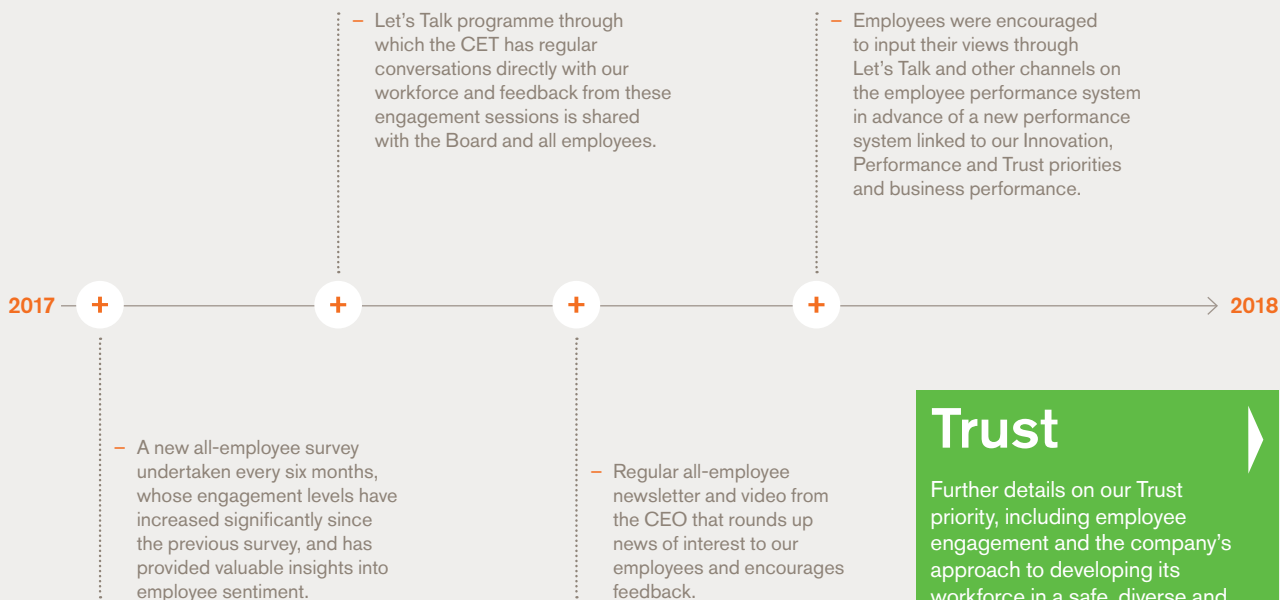 – Let's Talk programme through
which the CET has regular
conversations directly with our
workforce and feedback from these
engagement sessions is shared
with the Board and all employees.
– Employees were encouraged
to input their views through
Let's Talk and other channels on
the employee performance system
in advance of a new performance
system linked to our Innovation,
Performance and Trust priorities
and business performance.
2017
+
+
+
+
2018
– A new all-employee survey
undertaken every six months,
whose engagement levels have
increased significantly since
the previous survey, and has
provided valuable insights into
employee sentiment.
– Regular all-employee
newsletter and video from
the CEO that rounds up
news of interest to our
employees and encourages
feedback.
Trust
Further details on our Trust
priority, including employee
engagement and the company's
approach to developing its
workforce in a safe, diverse and